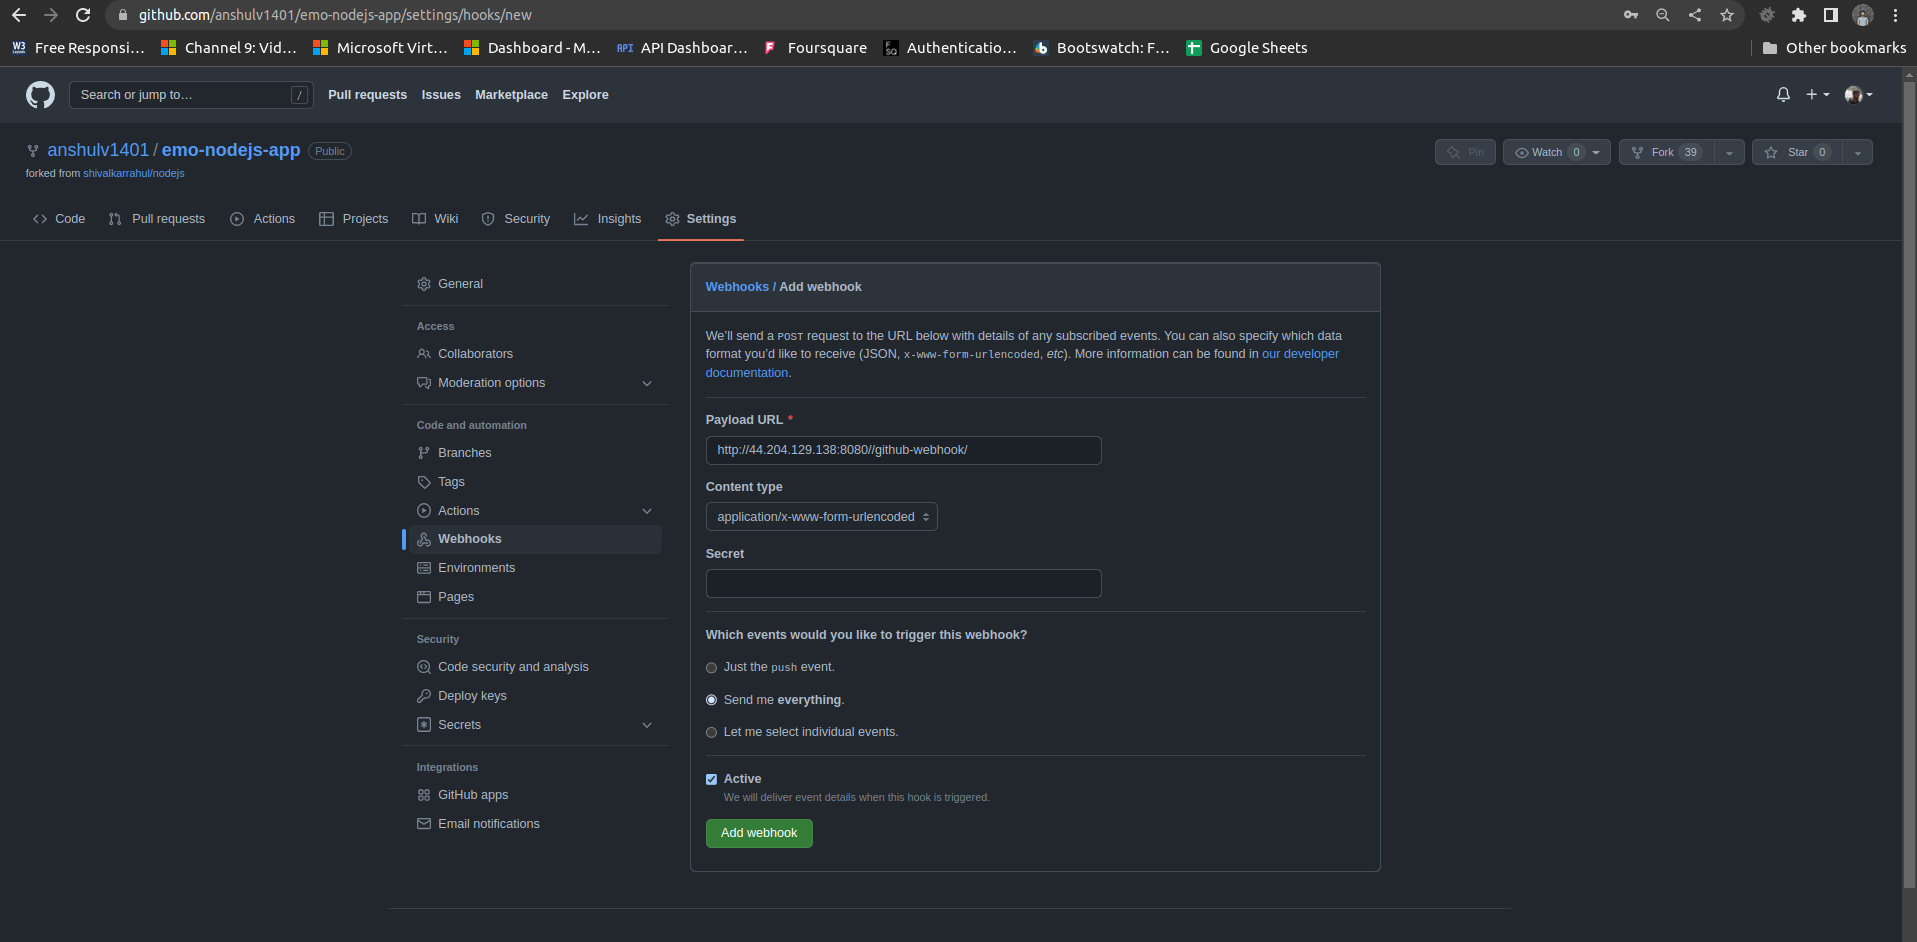 github.com/anshulv1401/emo-nodejs-app/settings/hooks/new
W3 Free Responsi... Channel 9: Vid... Microsoft Virt... Dashboard - M... API API Dashboar... Foursquare FSQ Authenticatio... Bootswatch: F... Google Sheets Other bookmarks
Search or jump to... / Pull requests Issues Marketplace Explore
anshulv1401 / emo-nodejs-app Public Pin Watch 0 Fork 39 Star 0
forked from shivalkarrahul/nodejs
Code Pull requests Actions Projects Wiki Security Insights Settings
General
Access
Collaborators
Moderation options
Code and automation
Branches
Tags
Actions
Webhooks
Environments
Pages
Security
Code security and analysis
Deploy keys
Secrets
Integrations
GitHub apps
Email notifications
Webhooks / Add webhook
We'll send a POST request to the URL below with details of any subscribed events. You can also specify which data
format you'd like to receive (JSON, x-www-form-urlencoded, etc). More information can be found in our developer
documentation.
Payload URL *
http://44.204.129.138:8080//github-webhook/
Content type
application/x-www-form-urlencoded
Secret
Which events would you like to trigger this webhook?
Just the push event.
Send me everything.
Let me select individual events.
Active
We will deliver event details when this hook is triggered.
Add webhook